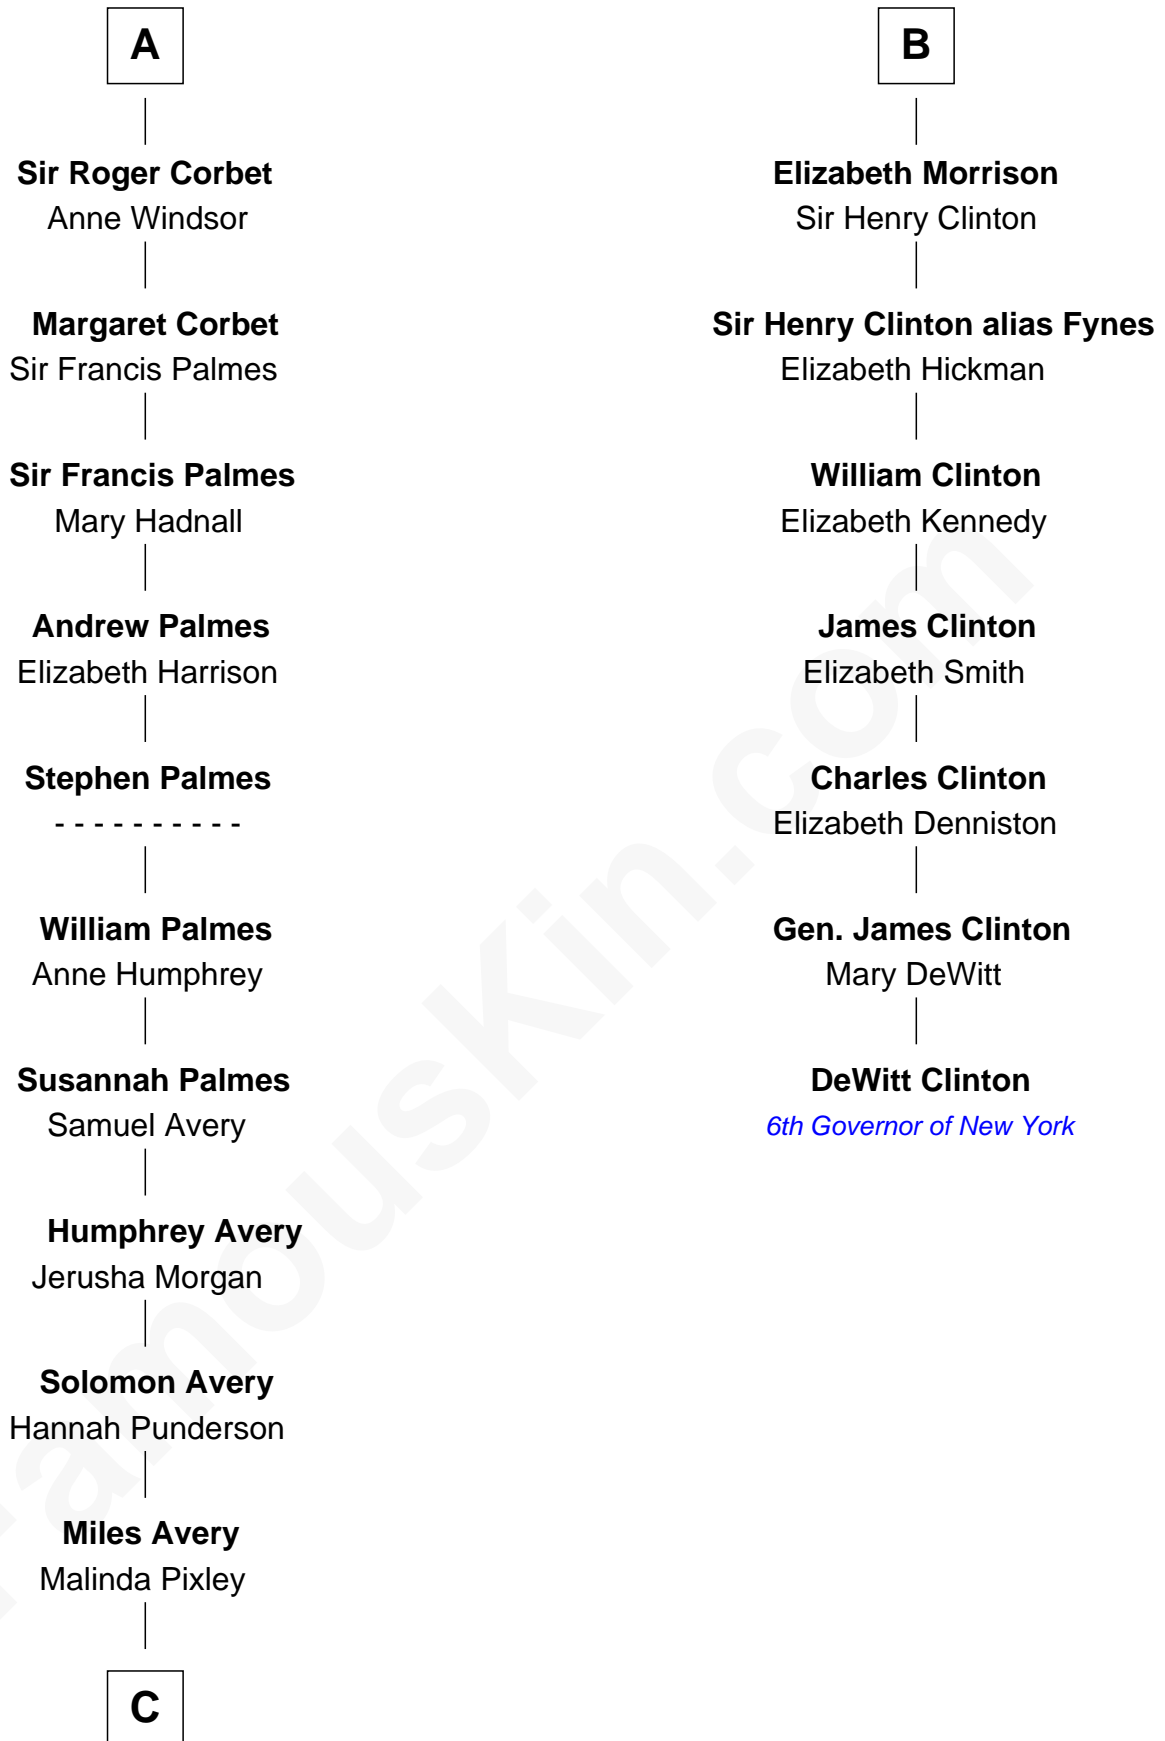 A
Sir Roger Corbet
Anne Windsor
Margaret Corbet
Sir Francis Palmes
Sir Francis Palmes
Mary Hadnall
Andrew Palmes
Elizabeth Harrison
Stephen Palmes
- - - - - - - - - -
William Palmes
Anne Humphrey
Susannah Palmes
Samuel Avery
Humphrey Avery
Jerusha Morgan
Solomon Avery
Hannah Punderson
Miles Avery
Malinda Pixley
C
B
Elizabeth Morrison
Sir Henry Clinton
Sir Henry Clinton alias Fynes
Elizabeth Hickman
William Clinton
Elizabeth Kennedy
James Clinton
Elizabeth Smith
Charles Clinton
Elizabeth Denniston
Gen. James Clinton
Mary DeWitt
DeWitt Clinton
6th Governor of New York
FamousKin.com